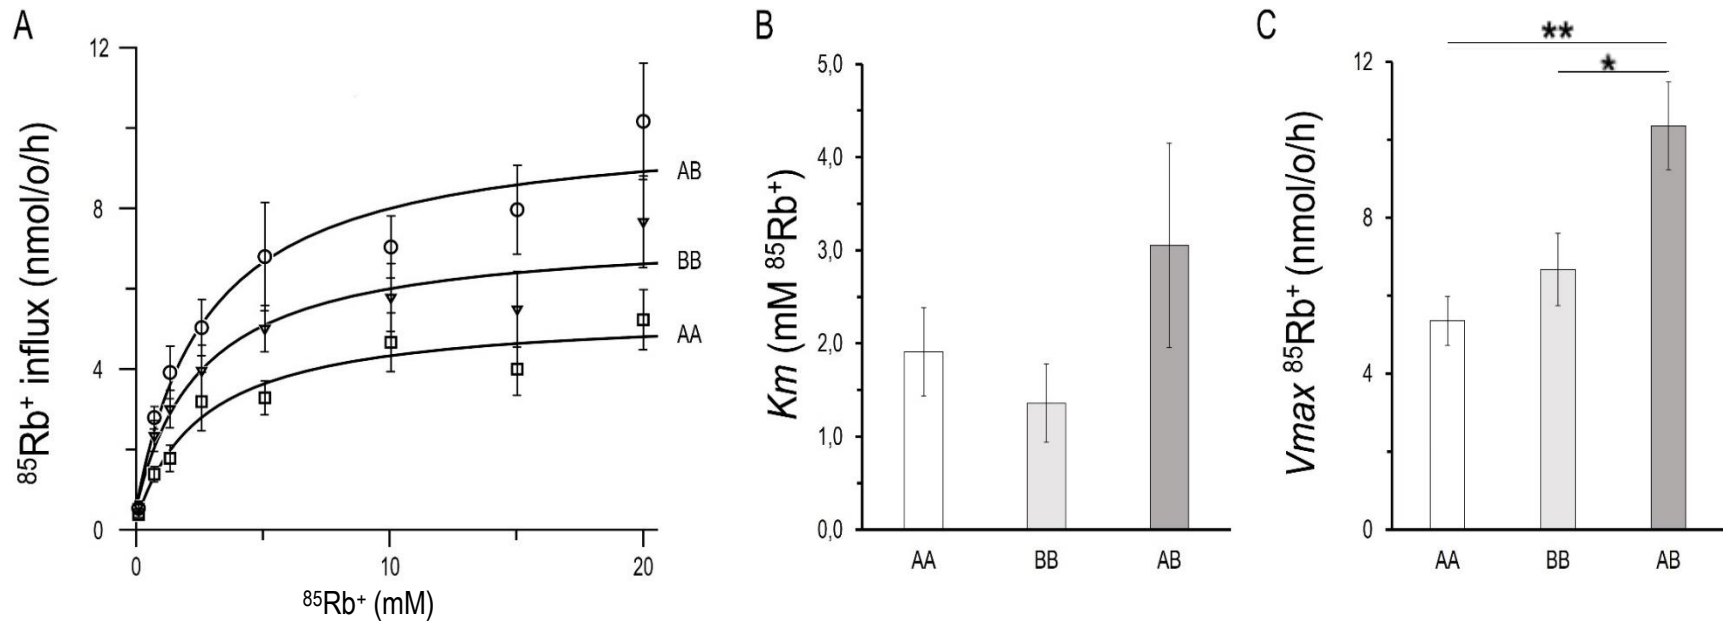 A
12
8
4
0
⁸⁵Rb⁺ influx (nmol/o/h)
AB
BB
AA
0
10
20
⁸⁵Rb⁺ (mM)
B
5,0
4,0
3,0
2,0
1,0
0,0
Km (mM ⁸⁵Rb⁺)
AA BB AB
C
**
*
12
8
4
0
Vmax ⁸⁵Rb⁺ (nmol/o/h)
AA BB AB